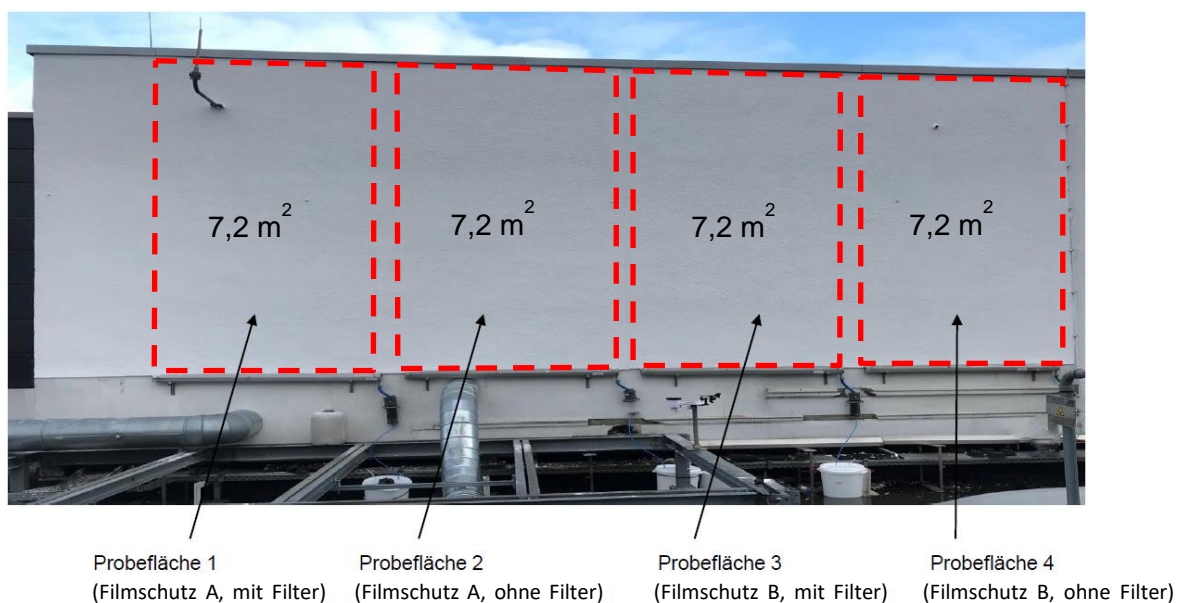 7,2 m²
7,2 m²
7,2 m²
7,2 m²
Probefläche 1
(Filmschutz A, mit Filter)
Probefläche 2
(Filmschutz A, ohne Filter)
Probefläche 3
(Filmschutz B, mit Filter)
Probefläche 4
(Filmschutz B, ohne Filter)